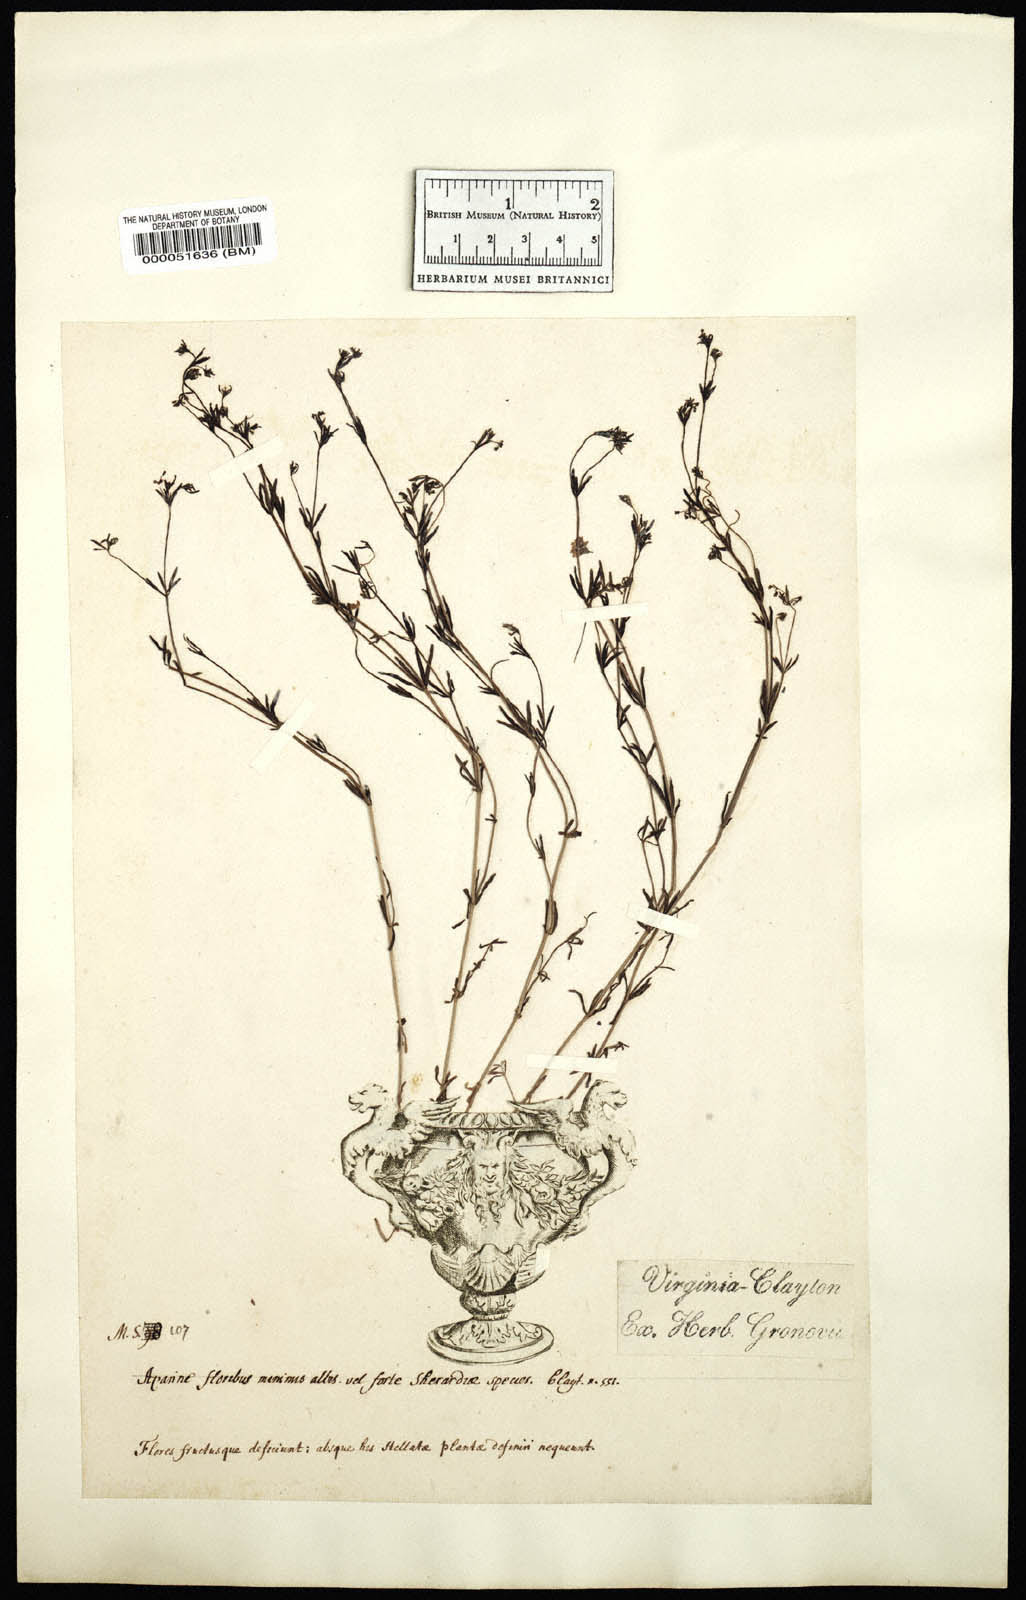 THE NATURAL HISTORY MUSEUM, LONDON
DEPARTMENT OF BOTANY
000051636 (BM)
1 2
BRITISH MUSEUM (NATURAL HISTORY)
1 2 3 4 5
HERBARIUM MUSEI BRITANNICI
Virginia-Clayton
Ex. Herb. Gronovii
M.S. 107
Aparine floribus minimis albis. vel forte Sherardiæ species. Clayt. n. 551.
Flores fructusque deficiunt; absque his stellatæ plantæ definiri nequeunt.